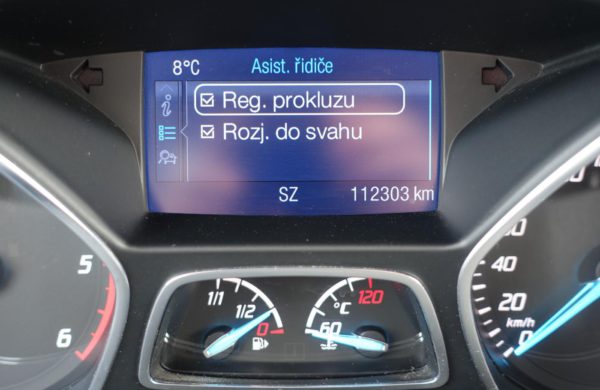 8°C Asist. řidiče
Reg. prokluzu
Rozj. do svahu
SZ 112303 km
5
6
1/1
1/2
0
°C
120
60
60
40
20
0
km/h